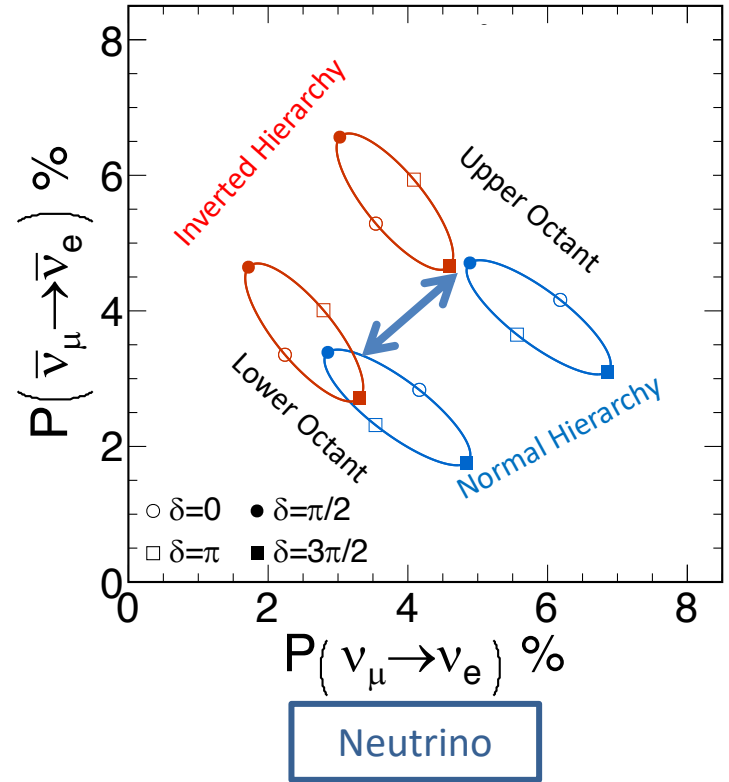 P(ν̅μ→ν̅e) %
8
6
4
2
0
Inverted Hierarchy
Upper Octant
Lower Octant
Normal Hierarchy
○ δ=0 ● δ=π/2
□ δ=π ■ δ=3π/2
0 2 4 6 8
P(νμ→νe) %
Neutrino